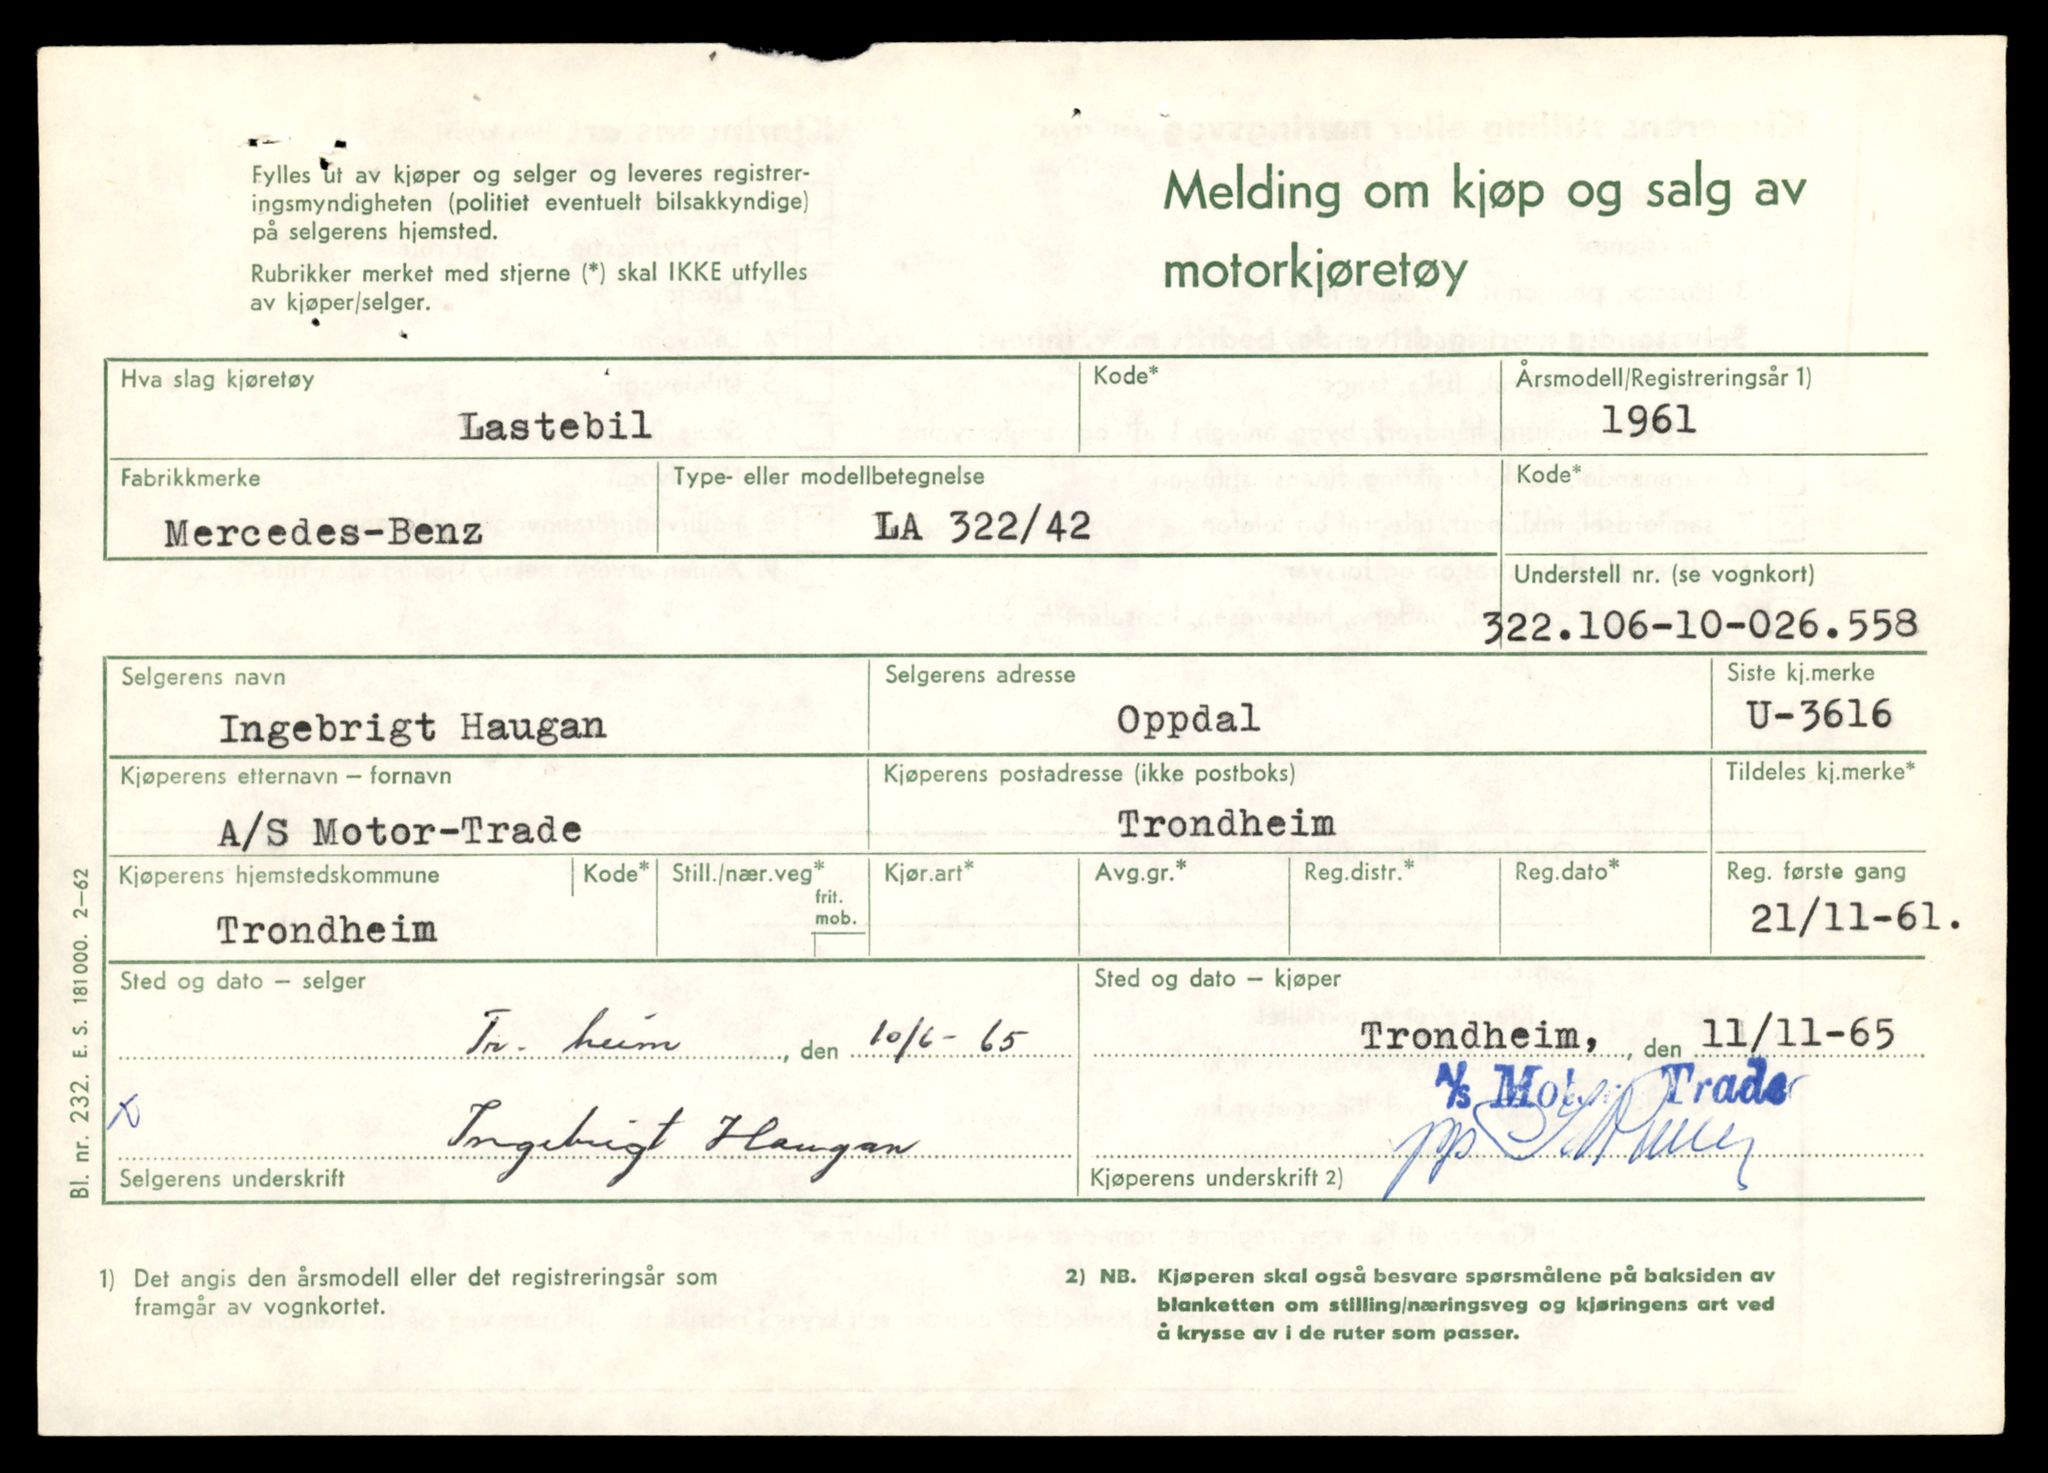 Fylles ut av kjøper og selger og leveres registrer-
ingsmyndigheten (politiet eventuelt bilsakkyndige)
på selgerens hjemsted.
Rubrikker merket med stjerne (*) skal IKKE utfylles
av kjøper/selger.
Melding om kjøp og salg av
motorkjøretøy
Hva slag kjøretøy
Kode*
Årsmodell/Registreringsår 1)
Lastebil
1961
Fabrikkmerke
Type- eller modellbetegnelse
Kode*
Mercedes-Benz
LA 322/42
Understell nr. (se vognkort)
322.106-10-026.558
Selgerens navn
Selgerens adresse
Siste kj.merke
Ingebrigt Haugan
Oppdal
U-3616
Kjøperens etternavn – fornavn
Kjøperens postadresse (ikke postboks)
Tildeles kj.merke*
A/S Motor-Trade
Trondheim
Kjøperens hjemstedskommune
Kode*
Still./nær.veg*
frit.
mob.
Kjør.art*
Avg.gr.*
Reg.distr.*
Reg.dato*
Reg. første gang
Trondheim
21/11-61.
Sted og dato – selger
Sted og dato – kjøper
Tr.heim, den 10/6-65
Trondheim, , den 11/11-65
A/S Motor Trade
pp
x
Ingebrigt Haugan
Selgerens underskrift
Kjøperens underskrift 2)
Bl. nr. 232. E. S. 181 000. 2–62
1) Det angis den årsmodell eller det registreringsår som
framgår av vognkortet.
2) NB. Kjøperen skal også besvare spørsmålene på baksiden av
blanketten om stilling/næringsveg og kjøringens art ved
å krysse av i de ruter som passer.